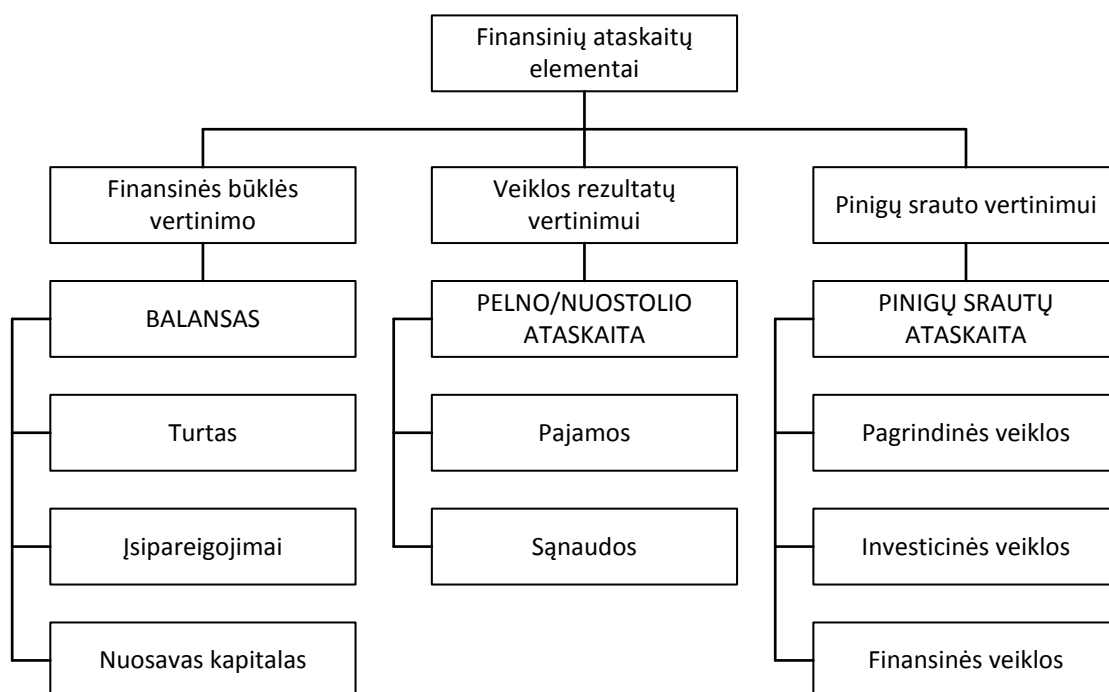 Finansinių ataskaitų
elementai
Finansinės būklės
vertinimo
Veiklos rezultatų
vertinimui
Pinigų srauto vertinimui
BALANSAS
PELNO/NUOSTOLIO
ATASKAITA
PINIGŲ SRAUTŲ
ATASKAITA
Turtas
Pajamos
Pagrindinės veiklos
Įsipareigojimai
Sąnaudos
Investicinės veiklos
Nuosavas kapitalas
Finansinės veiklos